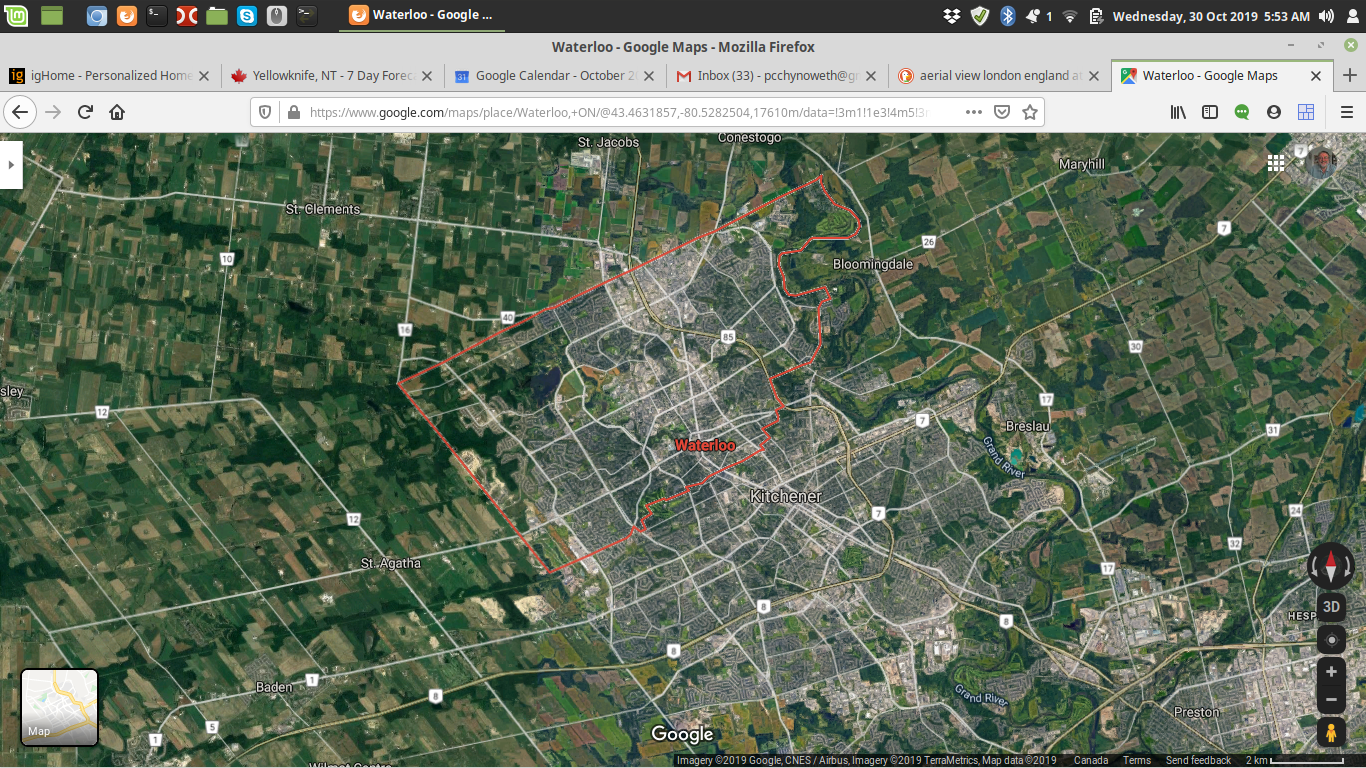 1
Wednesday, 30 Oct 2019 5:53 AM
Waterloo - Google ...
Waterloo - Google Maps - Mozilla Firefox
igHome - Personalized Home
Yellowknife, NT - 7 Day Foreca
Google Calendar - October 20
Inbox (33) - pcchynoweth@gm
aerial view london england at
Waterloo - Google Maps
https://www.google.com/maps/place/Waterloo,+ON/@43.4631857,-80.5282504,17610m/data=!3m1!1e3!4m5!3m
St. Jacobs
Conestogo
Maryhill
7
St. Clements
7
26
10
Bloomingdale
40
16
85
30
sley
12
17
7
Breslau
31
Waterloo
Grand River
Kitchener
12
7
24
32
St. Agatha
17
8
8
HESP
3D
8
Baden
1
8
Grand River
5
Preston
1
Map
Google
Wilmot Centre
Imagery ©2019 Google, CNES / Airbus, Imagery ©2019 TerraMetrics, Map data ©2019 Canada Terms Send feedback 2 km